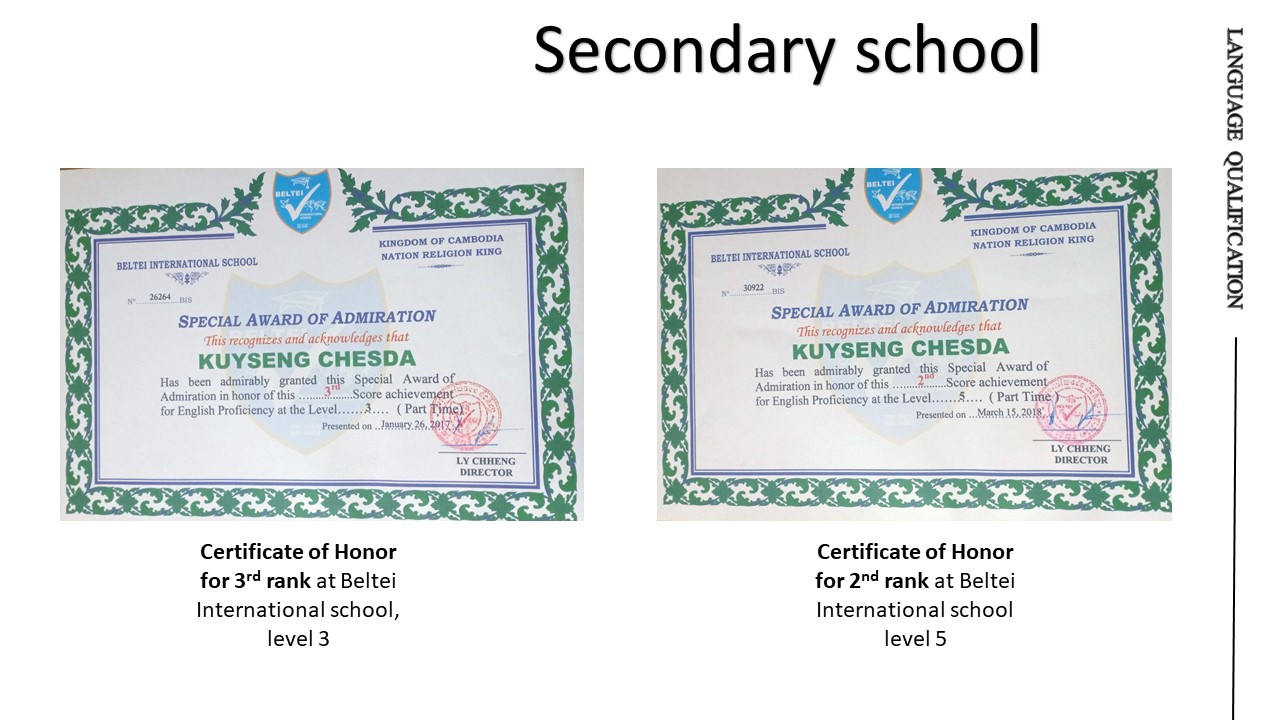 Secondary school
LANGUAGE QUALIFICATION
BELTEI
INTERNATIONAL
SCHOOL
KINGDOM OF CAMBODIA
NATION RELIGION KING
BELTEI INTERNATIONAL SCHOOL
N°......26264....BIS
SPECIAL AWARD OF ADMIRATION
This recognizes and acknowledges that
KUYSENG CHESDA
Has been admirably granted this Special Award of
Admiration in honor of this ......3rd......Score achievement
for English Proficiency at the Level......3.... ( Part Time)
Presented on ...January 26, 2017
LY CHHENG
DIRECTOR
Certificate of Honor
for 3rd rank at Beltei
International school,
level 3
BELTEI
KINGDOM OF CAMBODIA
NATION RELIGION KING
BELTEI INTERNATIONAL SCHOOL
N°......30922....BIS
SPECIAL AWARD OF ADMIRATION
This recognizes and acknowledges that
KUYSENG CHESDA
Has been admirably granted this Special Award of
Admiration in honor of this ......2nd......Score achievement
for English Proficiency at the Level......5.... ( Part Time )
Presented on ...March 15, 2018
LY CHHENG
DIRECTOR
Certificate of Honor
for 2nd rank at Beltei
International school
level 5